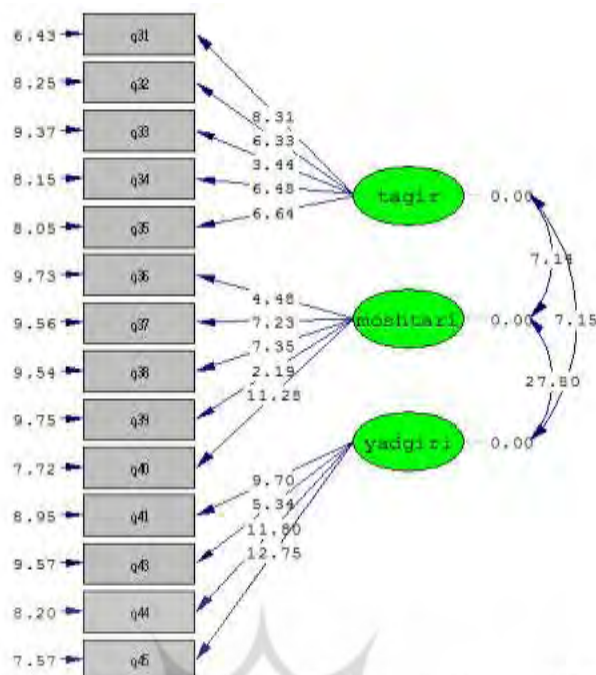 6.43 q31
8.25 q32
9.37 q33
8.15 q34
8.05 q35
9.73 q36
9.56 q37
9.54 q38
9.75 q39
7.72 q40
8.95 q41
9.57 q43
8.20 q44
7.57 q45
8.31
6.33
3.44
6.48
6.64
4.48
7.23
7.35
2.19
11.28
9.70
5.34
11.80
12.75
tagir 0.00
moshtari 0.00
yadgiri 0.00
7.14
7.15
27.80